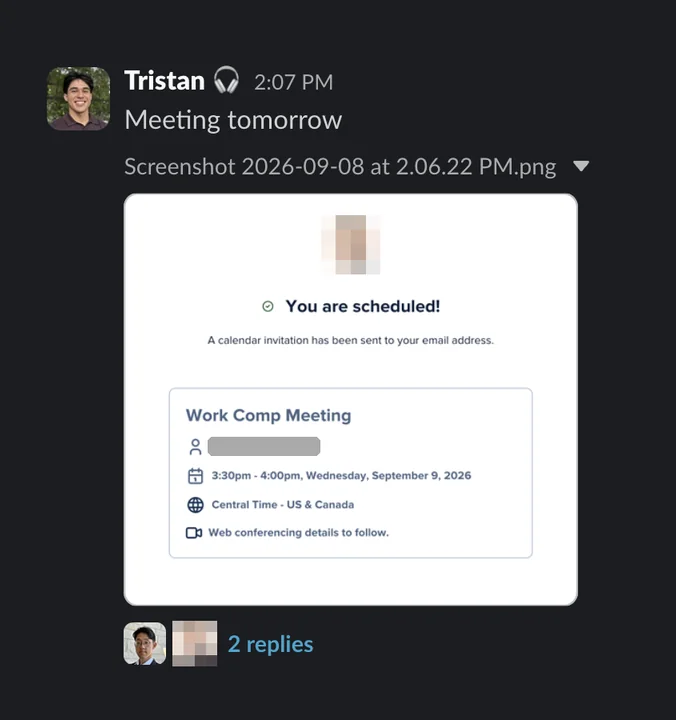 Tristan 2:07 PM
Meeting tomorrow
Screenshot 2026-09-08 at 2.06.22 PM.png
You are scheduled!
A calendar invitation has been sent to your email address.
Work Comp Meeting
3:30pm - 4:00pm, Wednesday, September 9, 2026
Central Time - US & Canada
Web conferencing details to follow.
2 replies